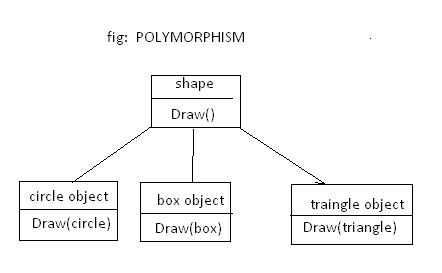 fig: POLYMORPHISM
shape
Draw()
circle object
Draw(circle)
box object
Draw(box)
traingle object
Draw(triangle)